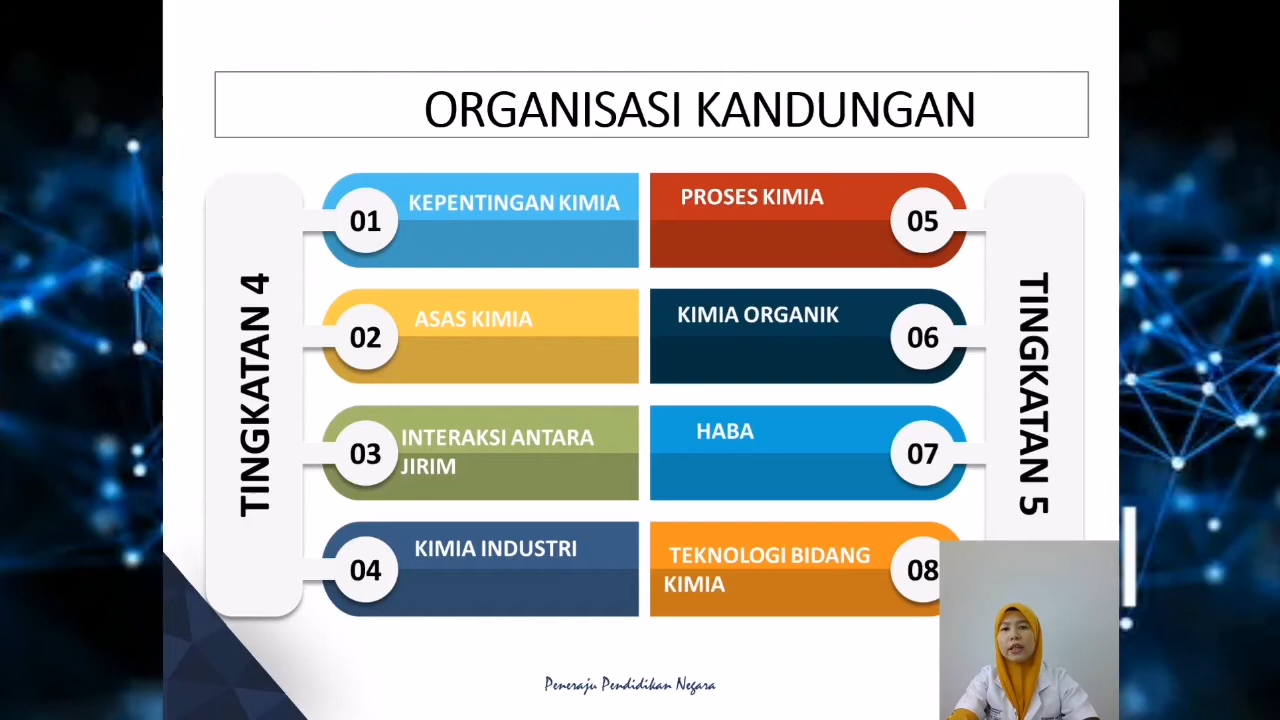 ORGANISASI KANDUNGAN
TINGKATAN 4
01
KEPENTINGAN KIMIA
02
ASAS KIMIA
03
INTERAKSI ANTARA
JIRIM
04
KIMIA INDUSTRI
PROSES KIMIA
05
KIMIA ORGANIK
06
HABA
07
TEKNOLOGI BIDANG
KIMIA
08
TINGKATAN 5
Peneraju Pendidikan Negara